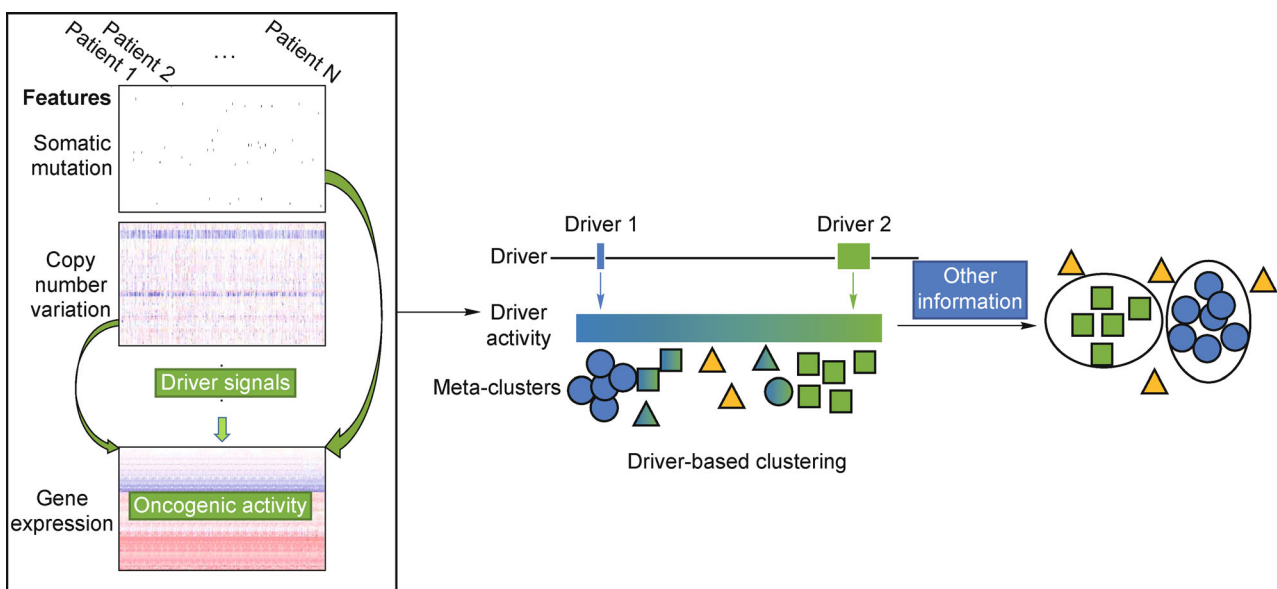 Patient 1
Patient 2
...
Patient N
Features
Somatic
mutation
Copy
number
variation
Driver signals
Gene
expression
Oncogenic activity
Driver 1
Driver 2
Driver
Other
information
Driver
activity
Meta-clusters
Driver-based clustering